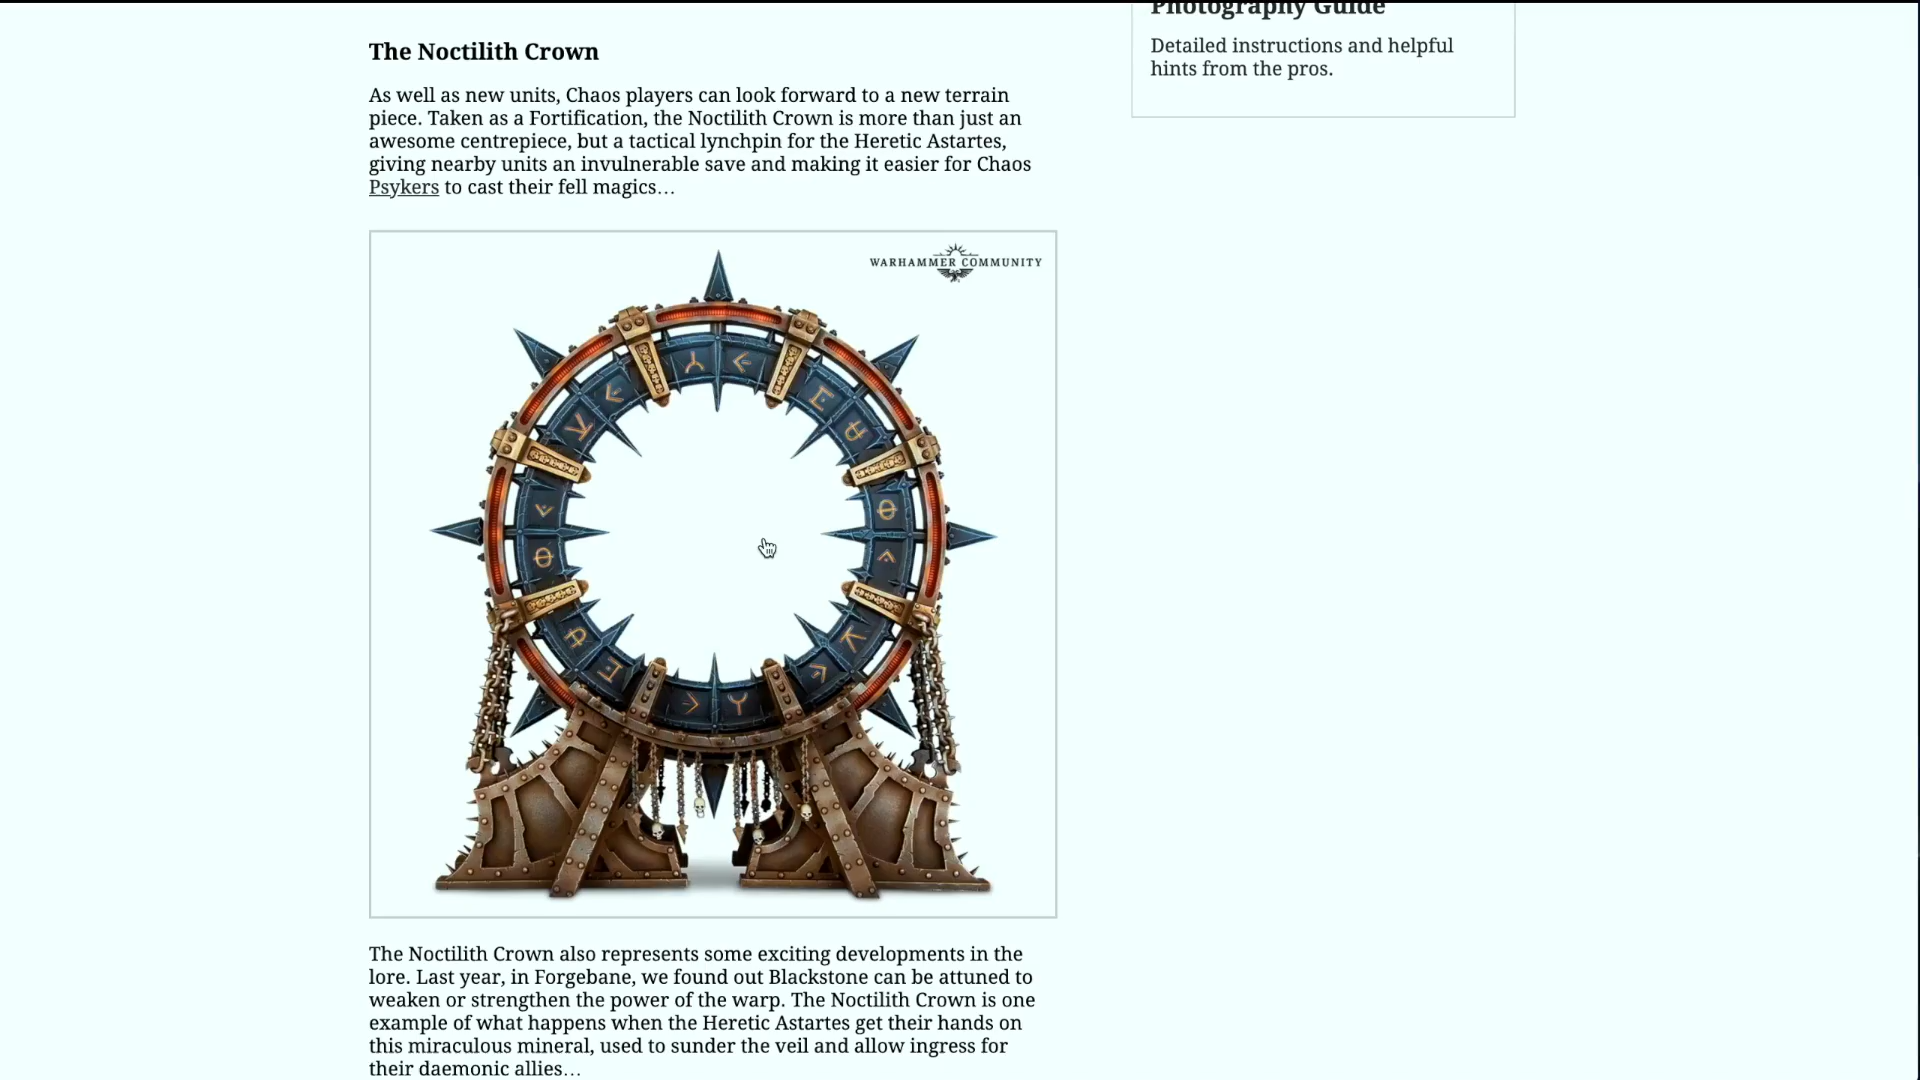 Photography Guide
Detailed instructions and helpful
hints from the pros.
The Noctilith Crown
As well as new units, Chaos players can look forward to a new terrain
piece. Taken as a Fortification, the Noctilith Crown is more than just an
awesome centrepiece, but a tactical lynchpin for the Heretic Astartes,
giving nearby units an invulnerable save and making it easier for Chaos
Psykers to cast their fell magics…
WARHAMMER COMMUNITY
The Noctilith Crown also represents some exciting developments in the
lore. Last year, in Forgebane, we found out Blackstone can be attuned to
weaken or strengthen the power of the warp. The Noctilith Crown is one
example of what happens when the Heretic Astartes get their hands on
this miraculous mineral, used to sunder the veil and allow ingress for
their daemonic allies…